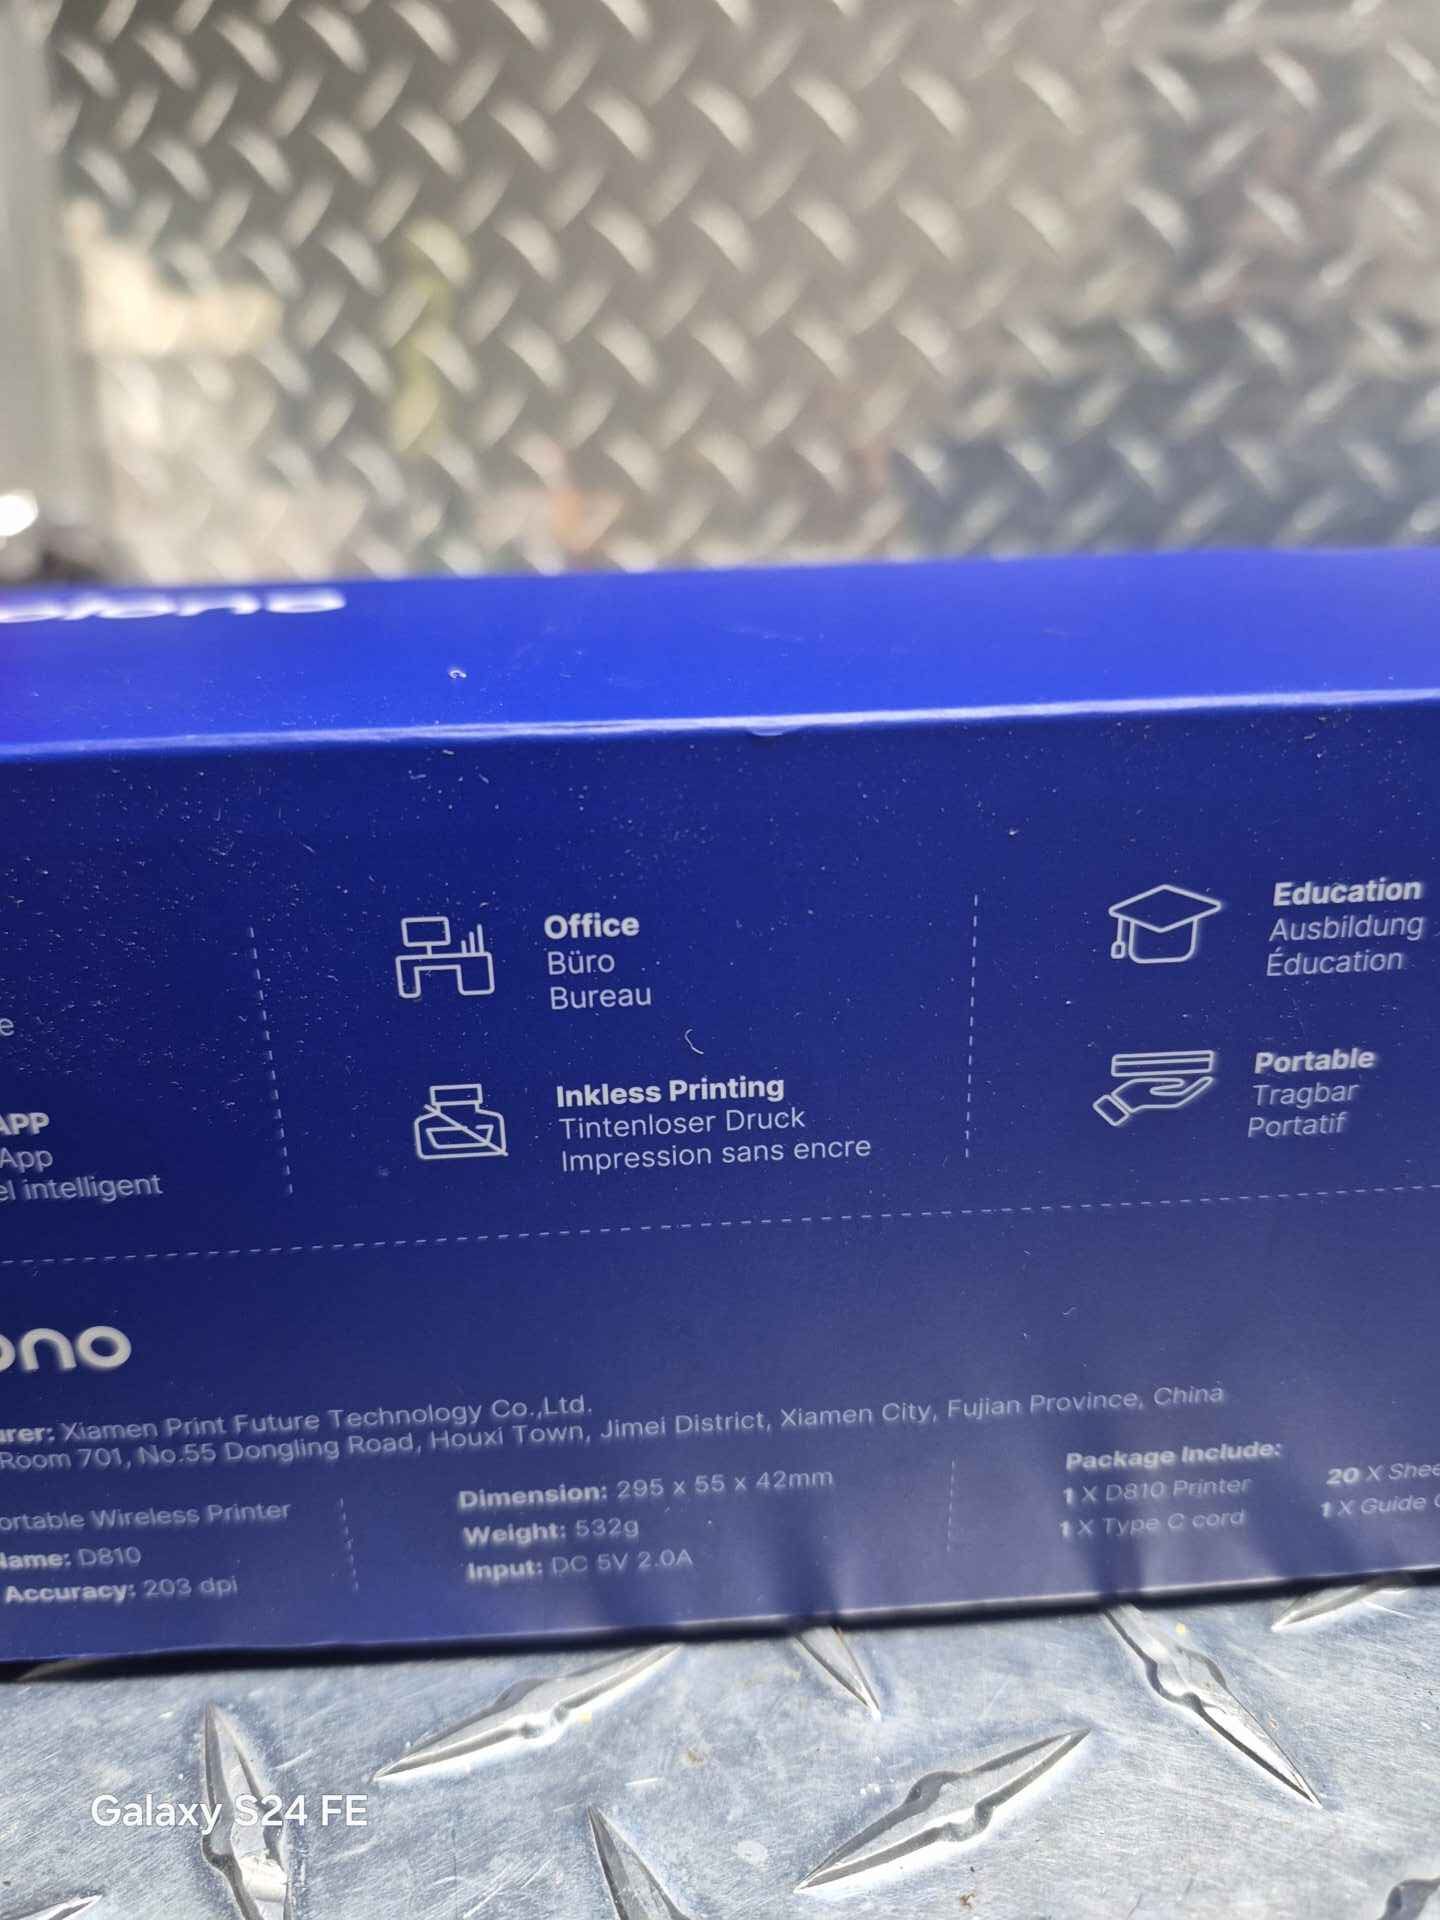 e
Office
Büro
Bureau
Education
Ausbildung
Éducation
APP
App
el intelligent
Inkless Printing
Tintenloser Druck
Impression sans encre
Portable
Tragbar
Portatif
ono
urer: Xiamen Print Future Technology Co.,Ltd.
Room 701, No.55 Dongling Road, Houxi Town, Jimei District, Xiamen City, Fujian Province, China
ortable Wireless Printer
Name: D810
Accuracy: 203 dpi
Dimension: 295 x 55 x 42mm
Weight: 532g
Input: DC 5V 2.0A
Package Include:
1 X D810 Printer
1 X Type C cord
20 X Shee
1 X Guide
Galaxy S24 FE